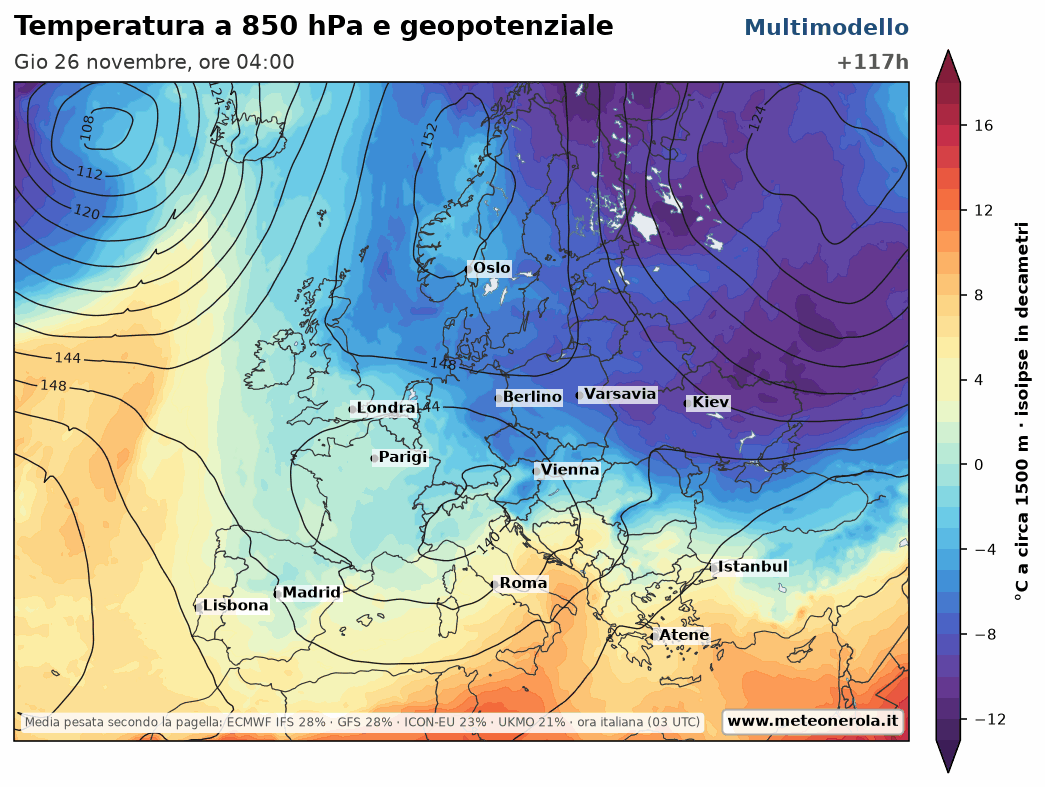 Temperatura a 850 hPa e geopotenziale
Multimodello
Gio 26 novembre, ore 04:00
+117h
108
112
120
124
152
124
144
148
148
44
140
Oslo
Berlino
Varsavia
Kiev
Londra
Parigi
Vienna
Istanbul
Roma
Madrid
Lisbona
Atene
16
12
8
4
0
−4
−8
−12
°C a circa 1500 m · isoipse in decametri
Media pesata secondo la pagella: ECMWF IFS 28% · GFS 28% · ICON-EU 23% · UKMO 21% · ora italiana (03 UTC)
www.meteonerola.it